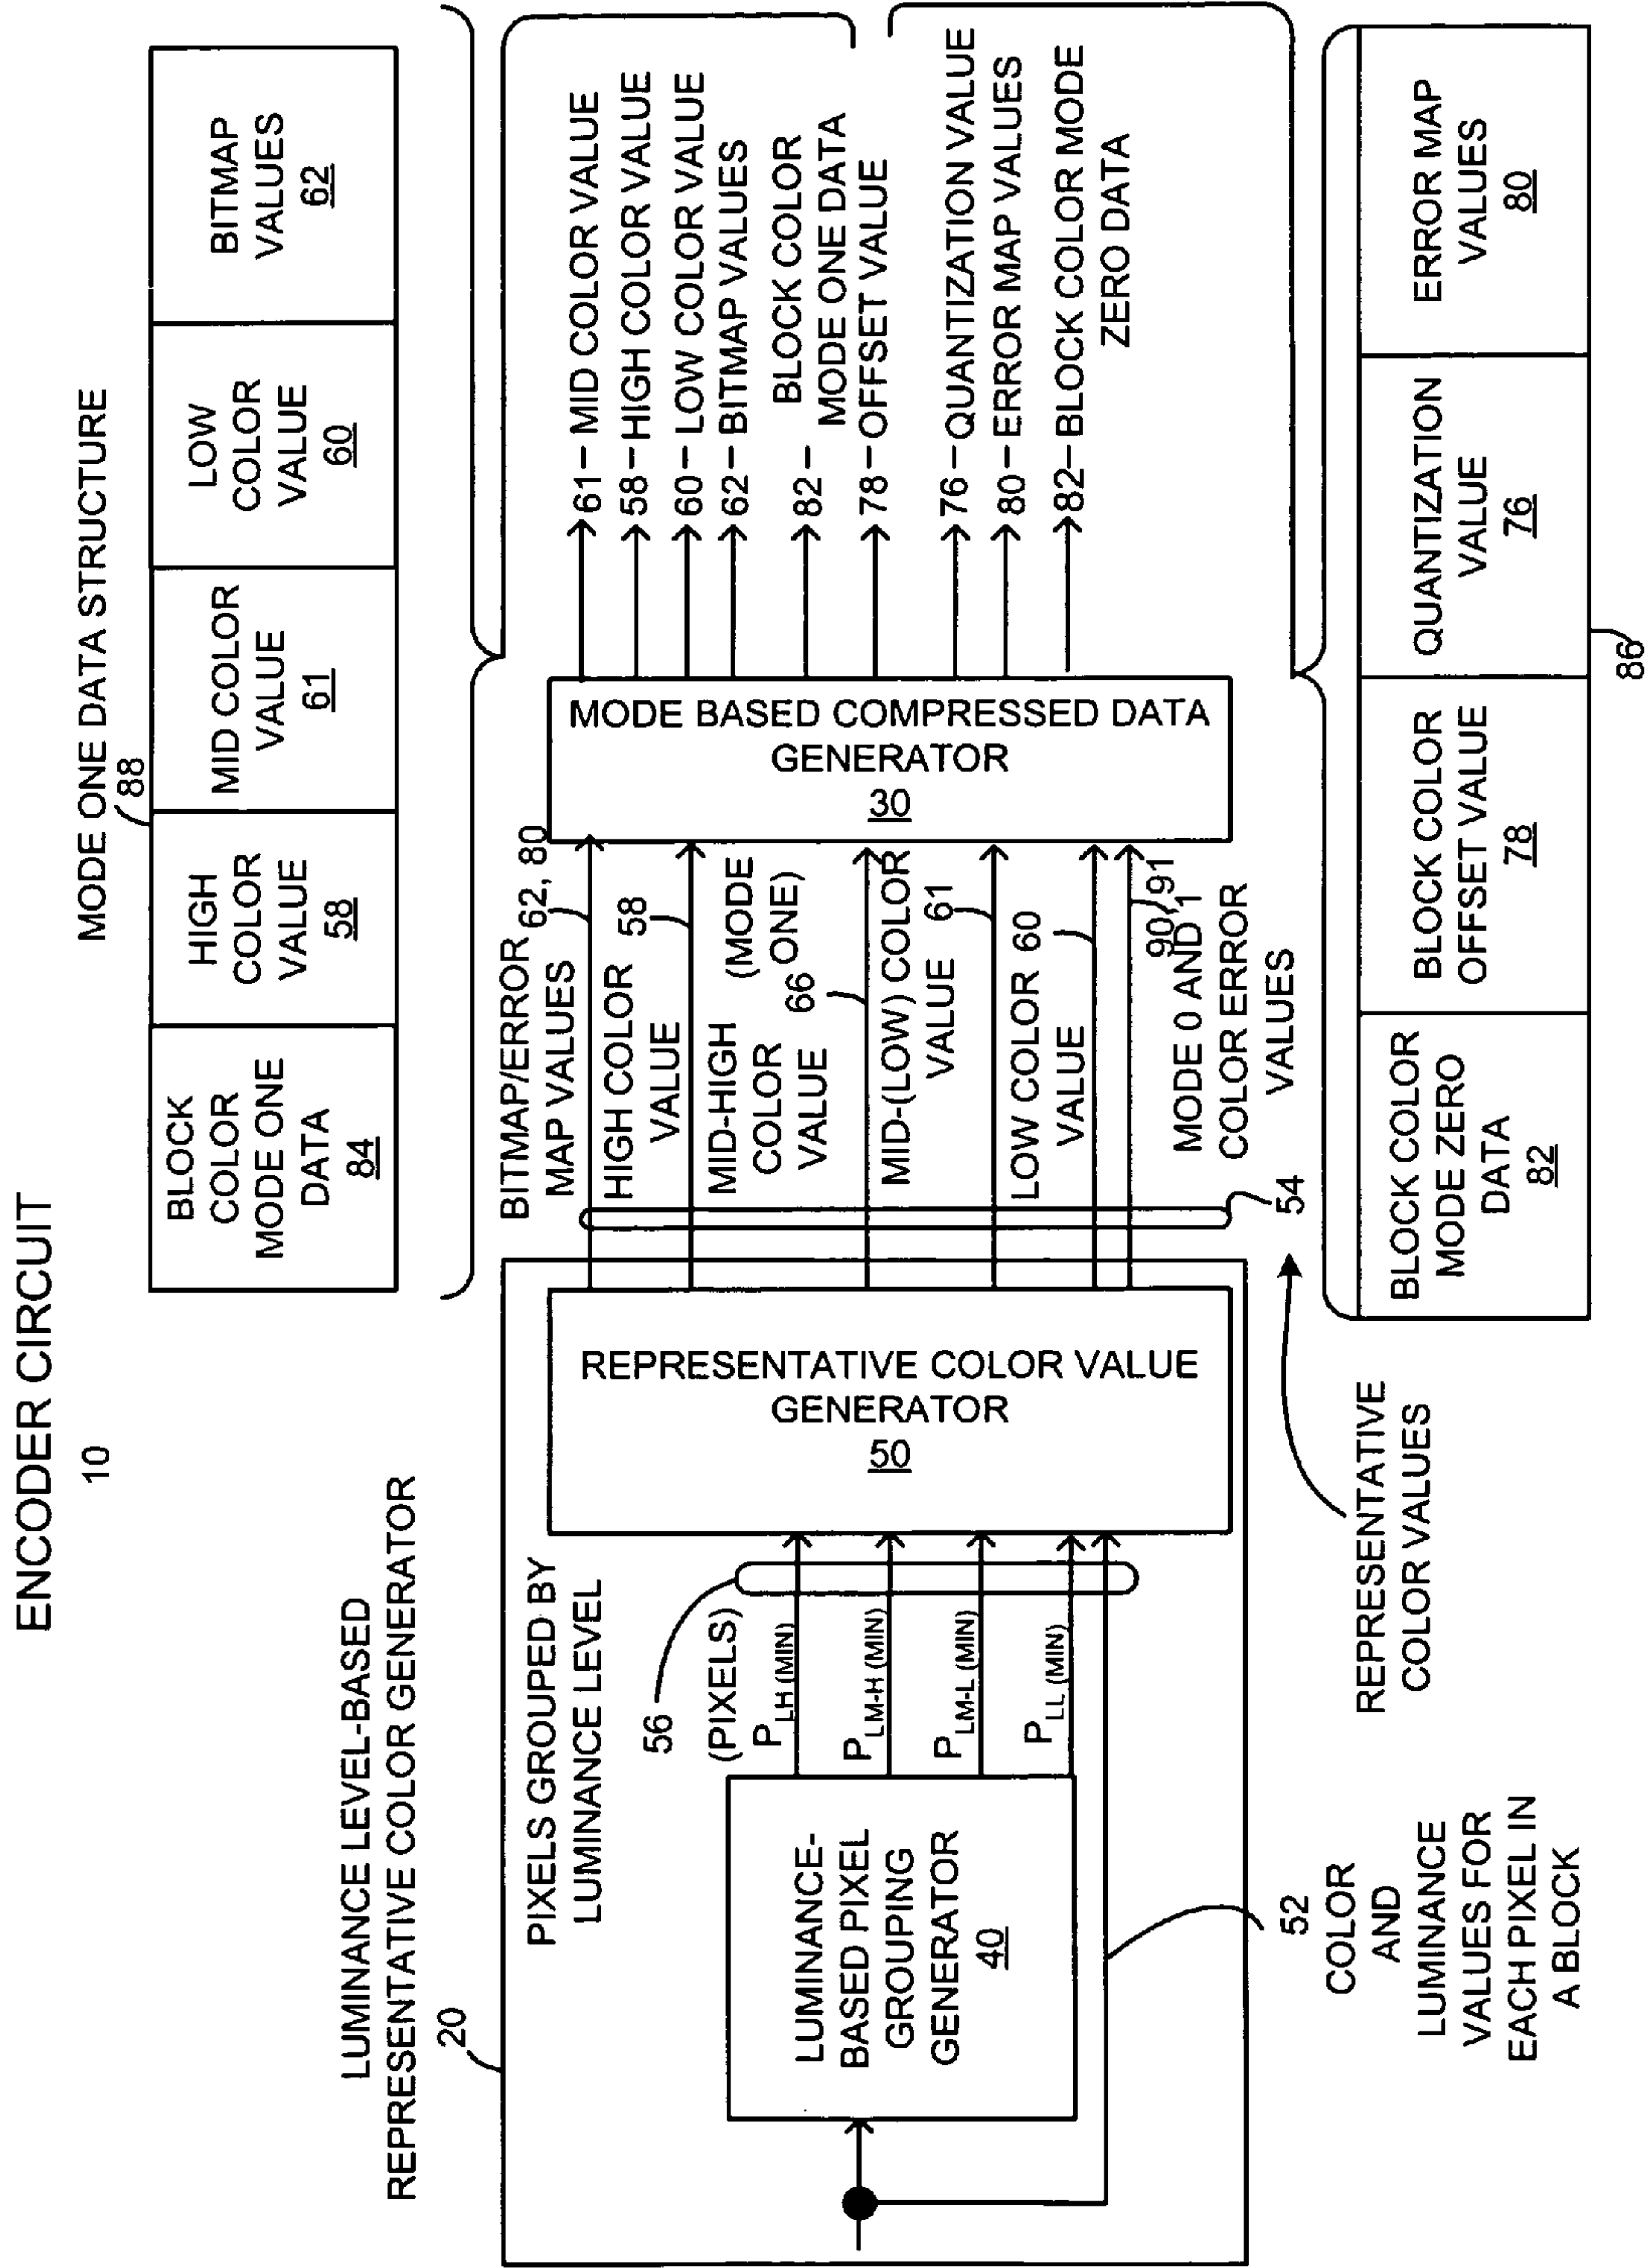 ENCODER CIRCUIT
10
MODE ONE DATA STRUCTURE
88
BLOCK
COLOR
MODE ONE
DATA
84
HIGH
COLOR
VALUE
58
MID COLOR
VALUE
61
LOW
COLOR
VALUE
60
BITMAP
VALUES
62
LUMINANCE LEVEL-BASED
REPRESENTATIVE COLOR GENERATOR
20
PIXELS GROUPED BY
LUMINANCE LEVEL
56
(PIXELS)
PLH (MIN)
PLM-H (MIN)
PLM-L (MIN)
PLL (MIN)
LUMINANCE-
BASED PIXEL
GROUPING
GENERATOR
40
52
COLOR
AND
LUMINANCE
VALUES FOR
EACH PIXEL IN
A BLOCK
REPRESENTATIVE COLOR VALUE
GENERATOR
50
BITMAP/ERROR
MAP VALUES
62, 80
HIGH COLOR
VALUE
58
MID-HIGH
COLOR
VALUE
(MODE
ONE)
66
MID-(LOW) COLOR
VALUE
61
LOW COLOR
VALUE
60
90, 91
MODE 0 AND 1
COLOR ERROR
VALUES
54
REPRESENTATIVE
COLOR VALUES
MODE BASED COMPRESSED DATA
GENERATOR
30
61 – MID COLOR VALUE
58 – HIGH COLOR VALUE
60 – LOW COLOR VALUE
62 – BITMAP VALUES
82 – BLOCK COLOR
MODE ONE DATA
78 – OFFSET VALUE
76 – QUANTIZATION VALUE
80 – ERROR MAP VALUES
82 – BLOCK COLOR MODE
ZERO DATA
BLOCK COLOR
MODE ZERO
DATA
82
BLOCK COLOR
OFFSET VALUE
78
QUANTIZATION
VALUE
76
ERROR MAP
VALUES
80
86